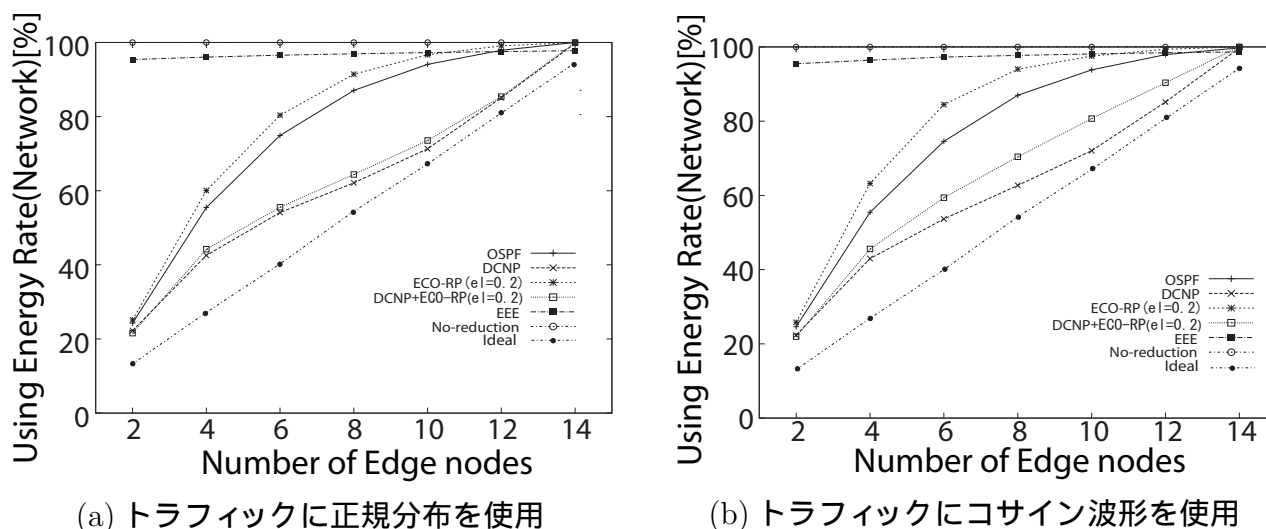 Using Energy Rate(Network)[%]
100
80
60
40
20
0
OSPF
DCNP
ECO-RP(el=0.2)
DCNP+ECO-RP(el=0.2)
EEE
No-reduction
Ideal
2 4 6 8 10 12 14
Number of Edge nodes
(a) トラフィックに正規分布を使用
Using Energy Rate(Network)[%]
100
80
60
40
20
0
OSPF
DCNP
ECO-RP(el=0.2)
DCNP+ECO-RP(el=0.2)
EEE
No-reduction
Ideal
2 4 6 8 10 12 14
Number of Edge nodes
(b) トラフィックにコサイン波形を使用